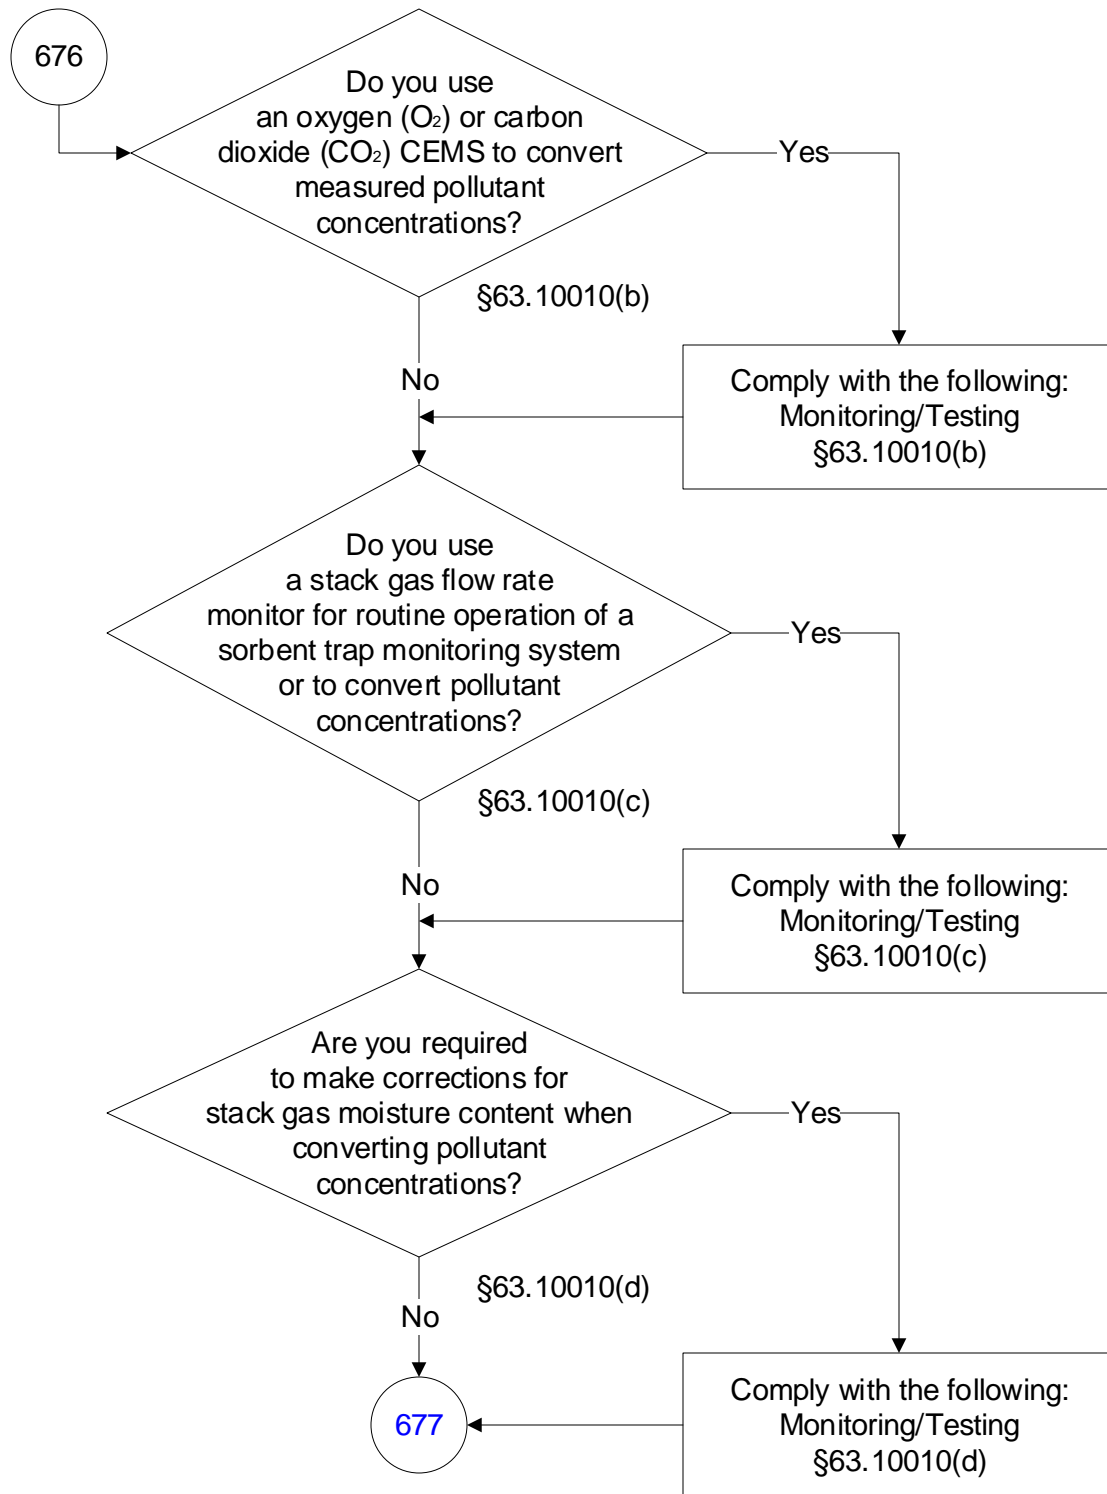 676
Do you use
an oxygen (O₂) or carbon
dioxide (CO₂) CEMS to convert
measured pollutant
concentrations?
Yes
§63.10010(b)
No
Comply with the following:
Monitoring/Testing
§63.10010(b)
Do you use
a stack gas flow rate
monitor for routine operation of a
sorbent trap monitoring system
or to convert pollutant
concentrations?
Yes
§63.10010(c)
No
Comply with the following:
Monitoring/Testing
§63.10010(c)
Are you required
to make corrections for
stack gas moisture content when
converting pollutant
concentrations?
Yes
§63.10010(d)
No
Comply with the following:
Monitoring/Testing
§63.10010(d)
677